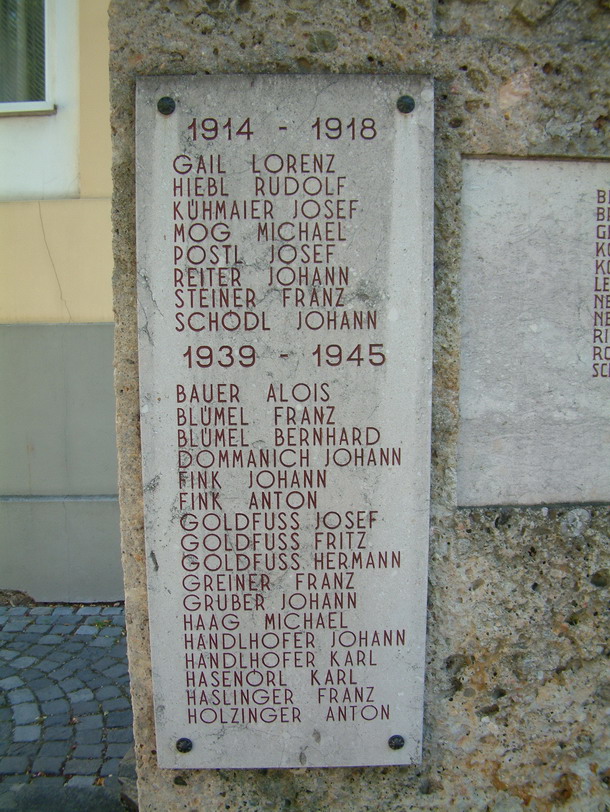 1914 - 1918
GAIL LORENZ
HIEBL RUDOLF
KÜHMAIER JOSEF
MOG MICHAEL
POSTL JOSEF
REITER JOHANN
STEINER FRANZ
SCHÖDL JOHANN
1939 - 1945
BAUER ALOIS
BLÜMEL FRANZ
BLÜMEL BERNHARD
DOMMANICH JOHANN
FINK JOHANN
FINK ANTON
GOLDFUSS JOSEF
GOLDFUSS FRITZ
GOLDFUSS HERMANN
GREINER FRANZ
GRUBER JOHANN
HAAG MICHAEL
HANDLHOFER JOHANN
HANDLHOFER KARL
HASENÖRL KARL
HASLINGER FRANZ
HOLZINGER ANTON